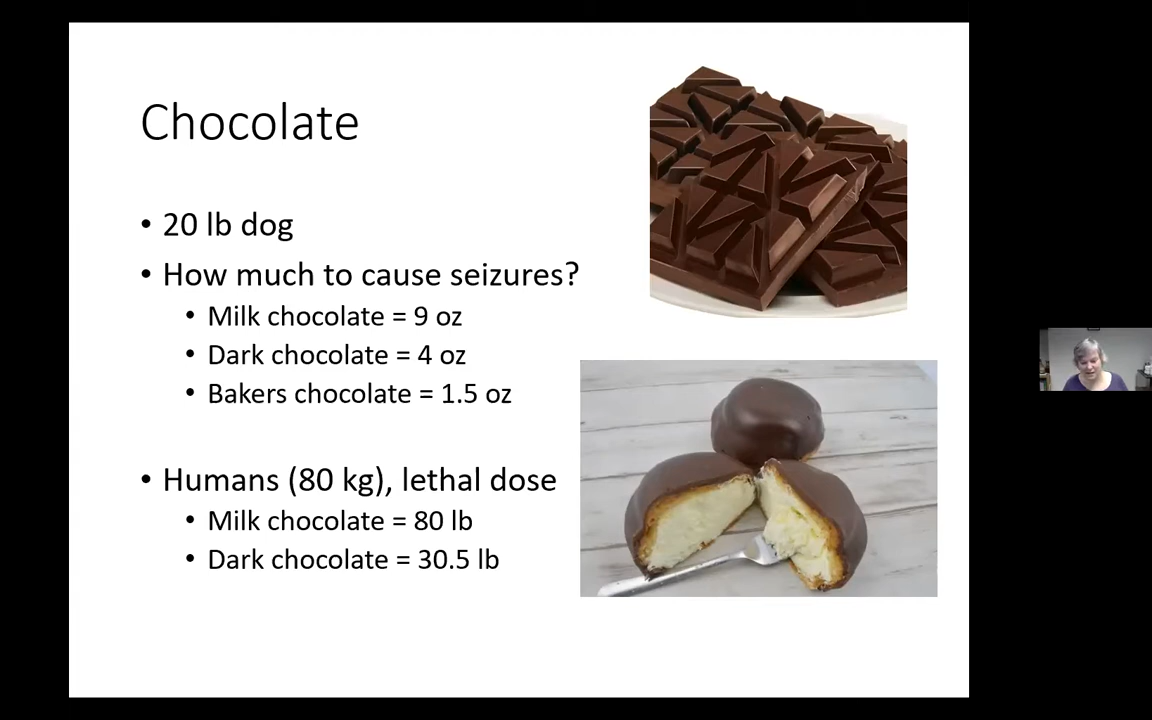 Chocolate
• 20 lb dog
• How much to cause seizures?
• Milk chocolate = 9 oz
• Dark chocolate = 4 oz
• Bakers chocolate = 1.5 oz
• Humans (80 kg), lethal dose
• Milk chocolate = 80 lb
• Dark chocolate = 30.5 lb